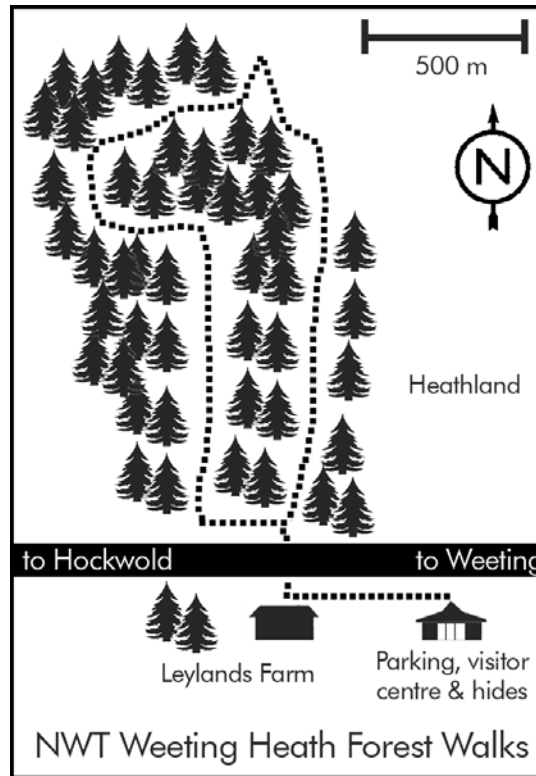 500 m
N
Heathland
to Hockwold
to Weeting
Leylands Farm
Parking, visitor
centre & hides
NWT Weeting Heath Forest Walks